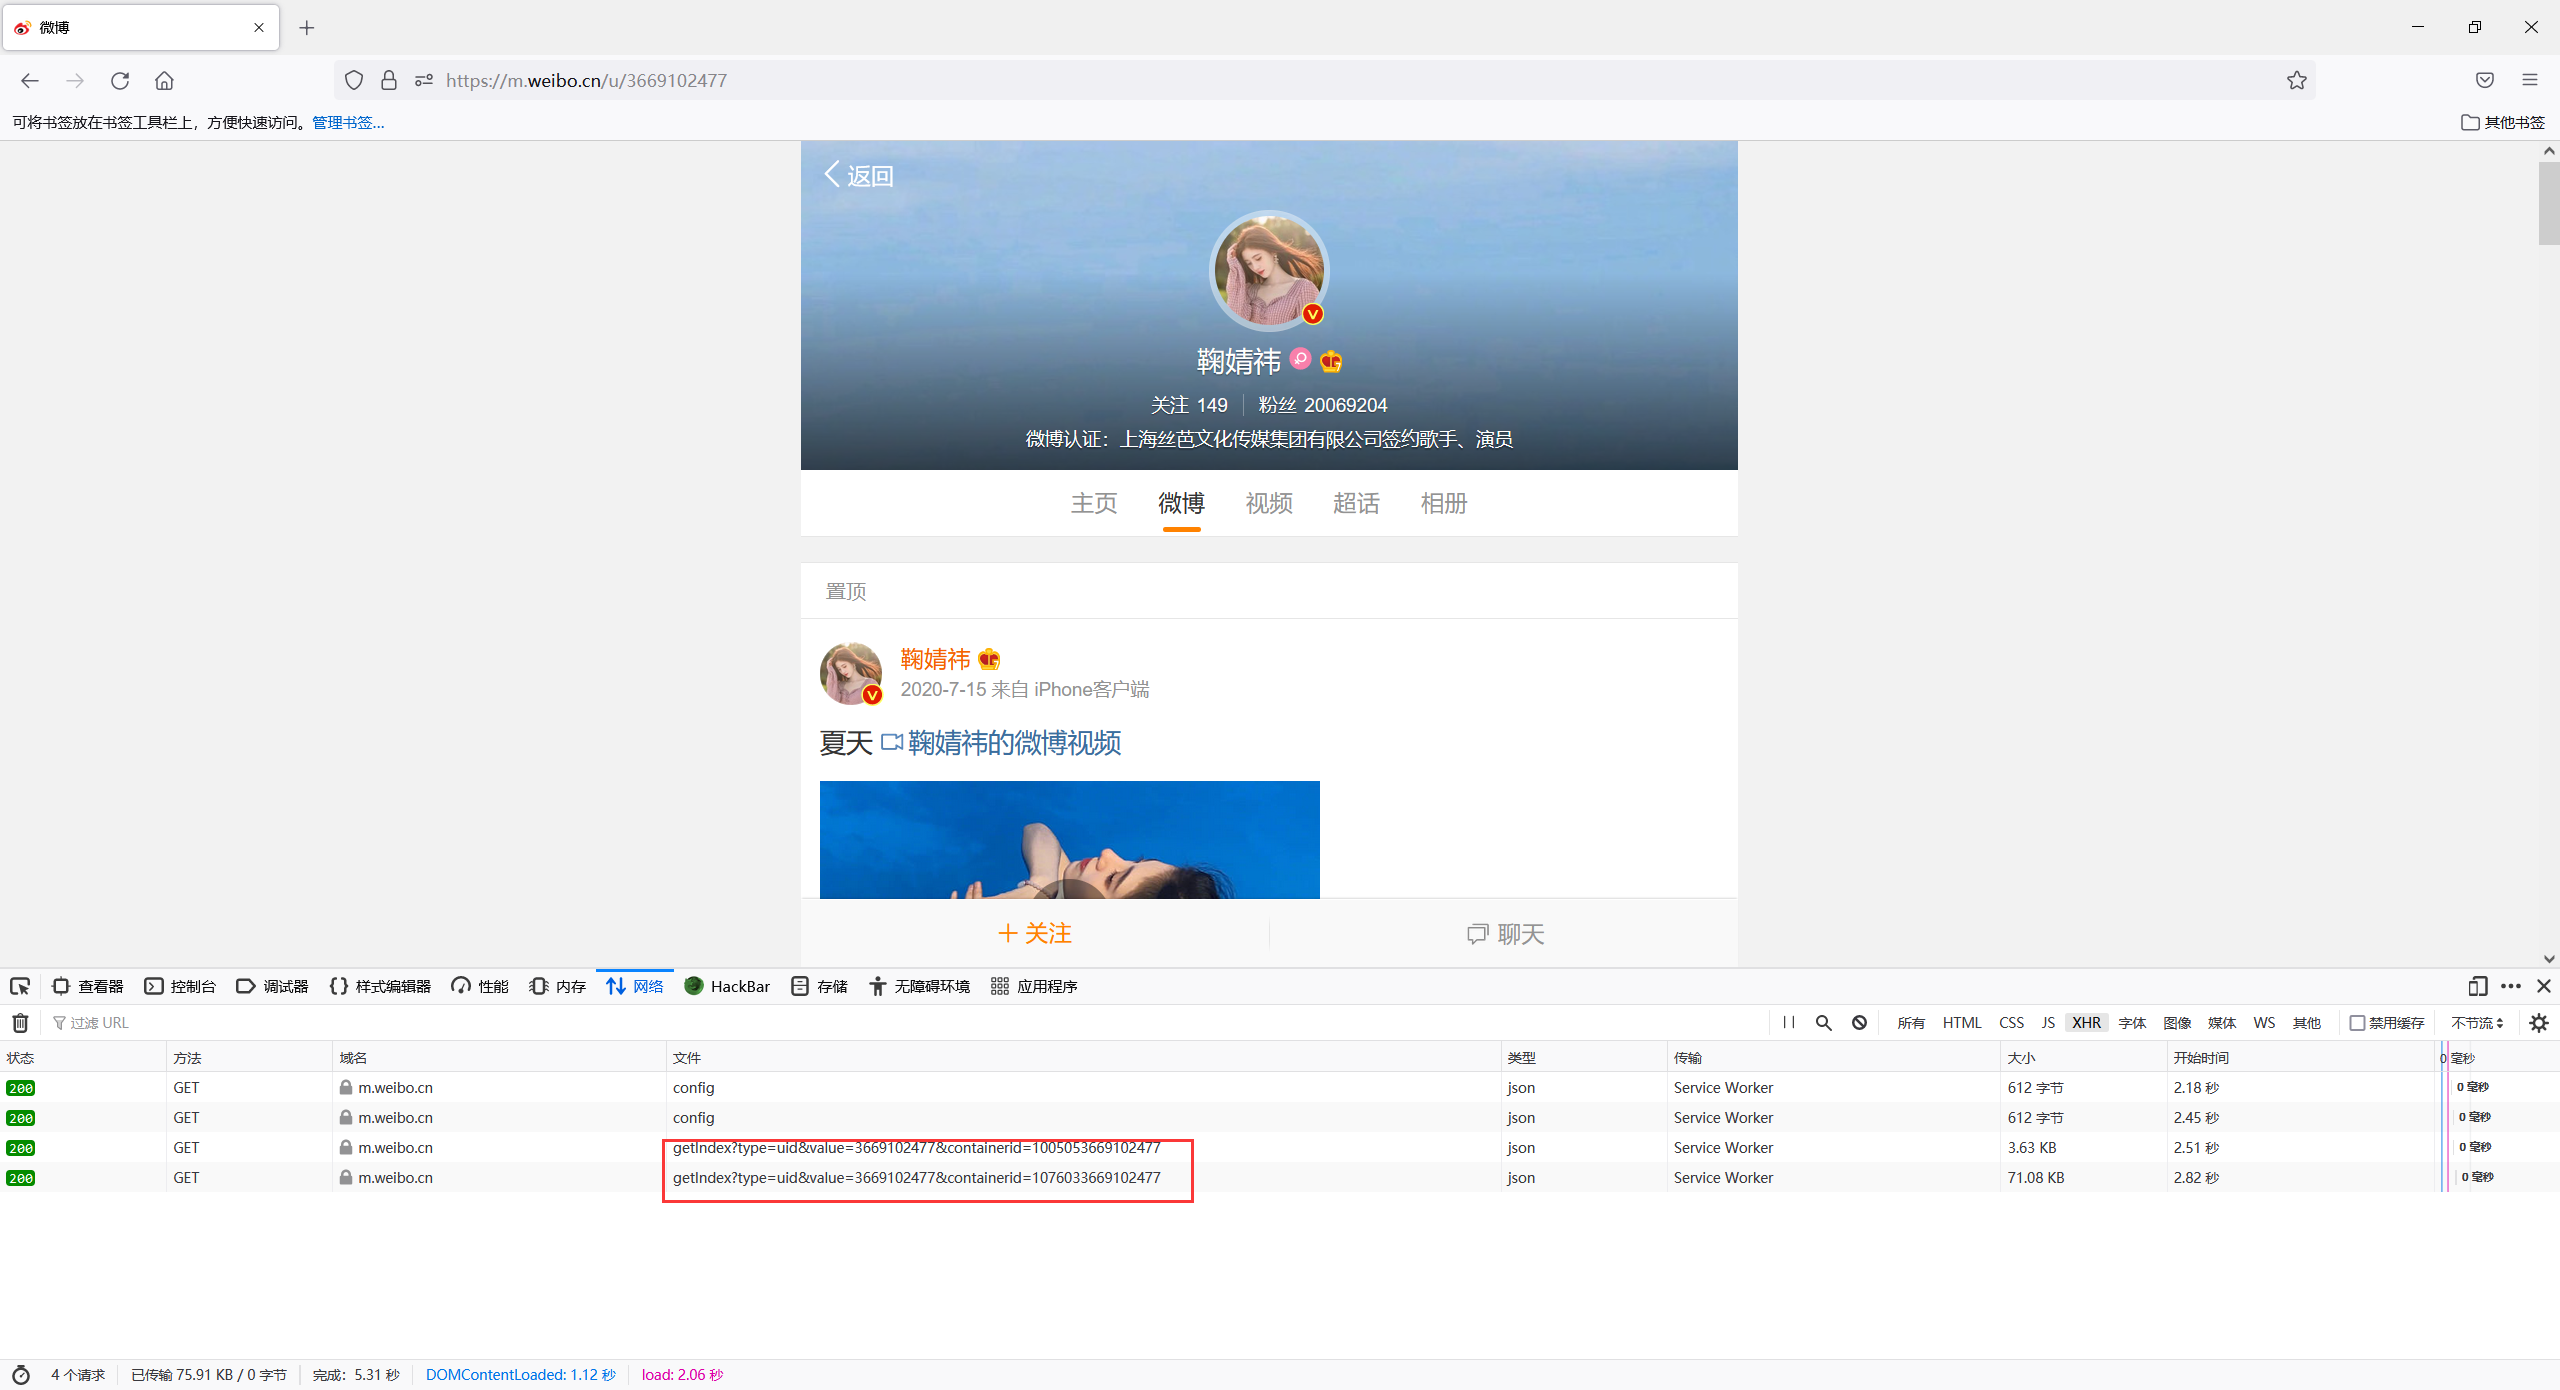 微博
https://m.weibo.cn/u/3669102477
可将书签放在书签工具栏上，方便快速访问。管理书签...
其他书签
返回
鞠婧祎
关注 149 粉丝 20069204
微博认证：上海丝芭文化传媒集团有限公司签约歌手、演员
主页 微博 视频 超话 相册
置顶
鞠婧祎
2020-7-15 来自 iPhone客户端
夏天 鞠婧祎的微博视频
关注 聊天
查看器 控制台 调试器 样式编辑器 性能 内存 网络 HackBar 存储 无障碍环境 应用程序
过滤 URL 所有 HTML CSS JS XHR 字体 图像 媒体 WS 其他 禁用缓存 不节流
状态 方法 域名 文件 类型 传输 大小 开始时间 0 毫秒
200 GET m.weibo.cn config json Service Worker 612 字节 2.18 秒 0 毫秒
200 GET m.weibo.cn config json Service Worker 612 字节 2.45 秒 0 毫秒
200 GET m.weibo.cn getIndex?type=uid&value=3669102477&containerid=1005053669102477 json Service Worker 3.63 KB 2.51 秒 0 毫秒
200 GET m.weibo.cn getIndex?type=uid&value=3669102477&containerid=1076033669102477 json Service Worker 71.08 KB 2.82 秒 0 毫秒
4 个请求 已传输 75.91 KB / 0 字节 完成：5.31 秒 DOMContentLoaded: 1.12 秒 load: 2.06 秒